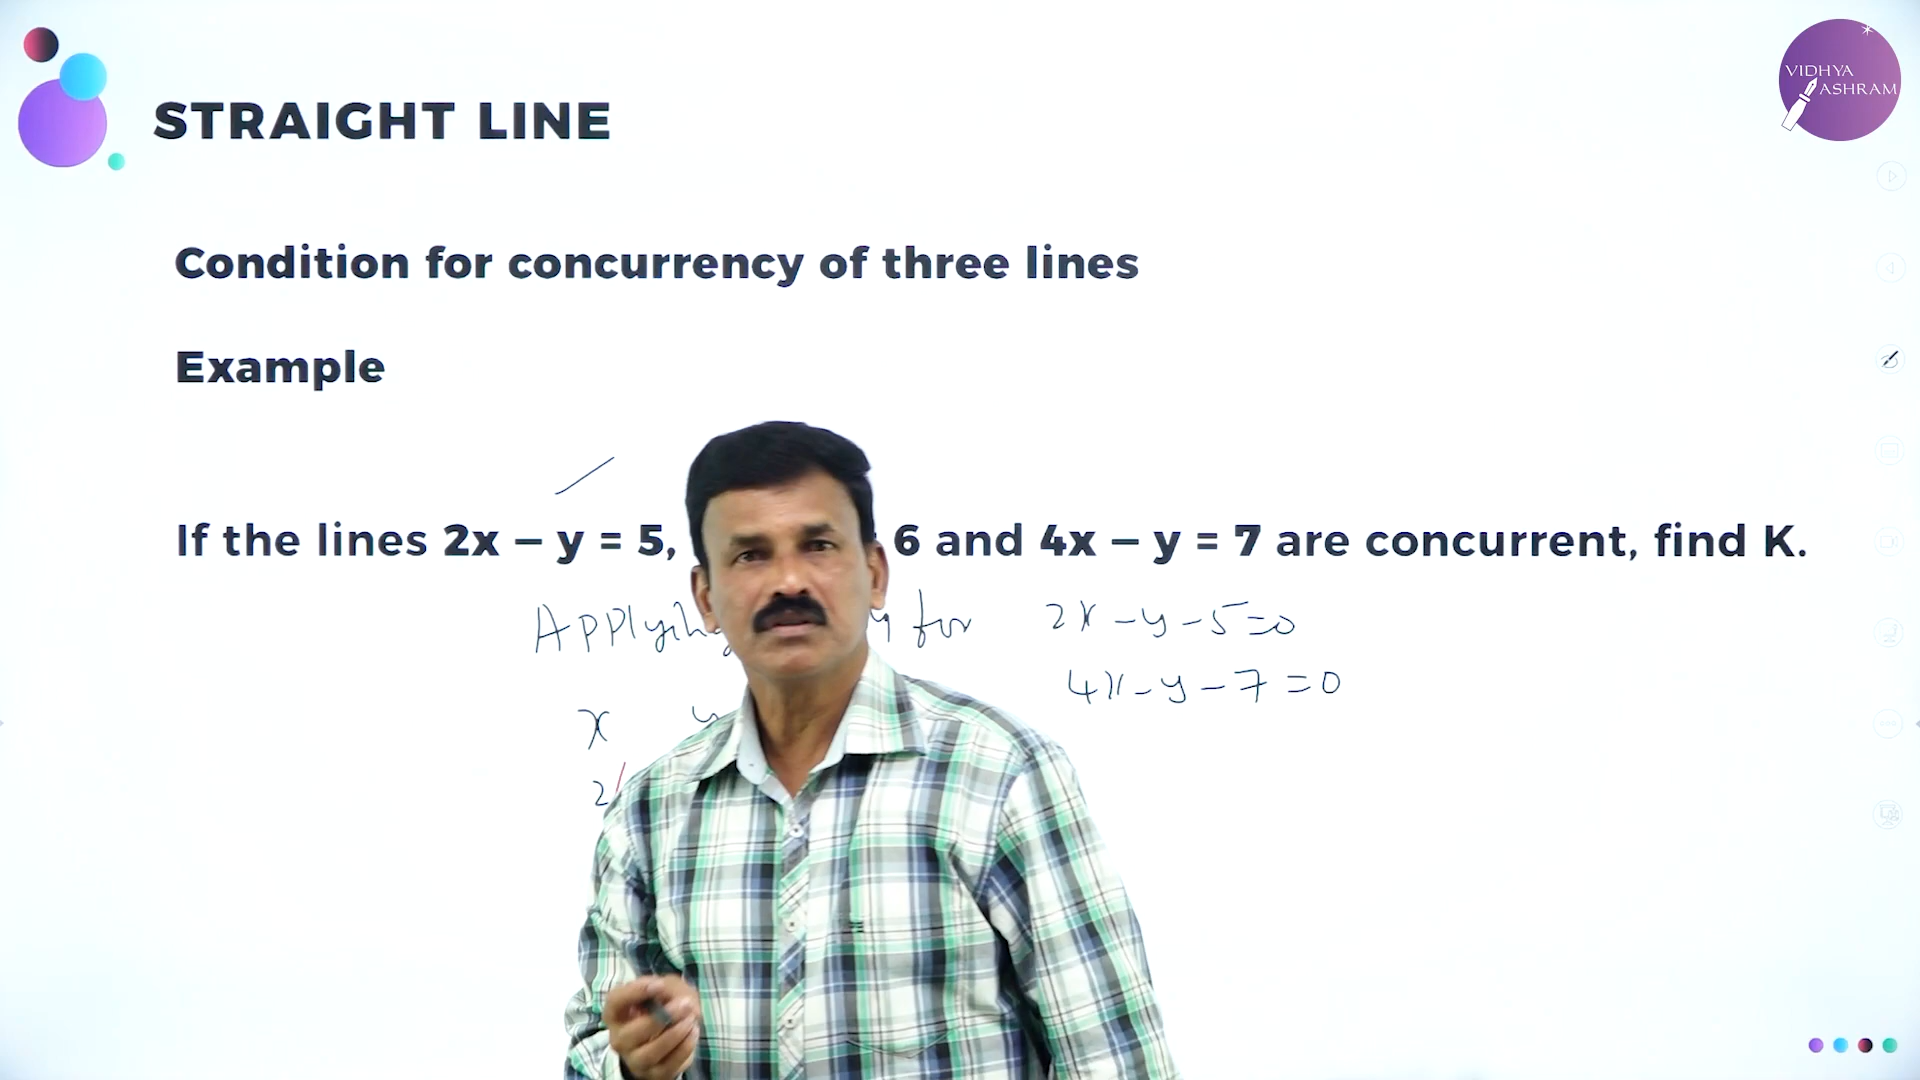 VIDHYA
ASHRAM
STRAIGHT LINE
Condition for concurrency of three lines
Example
If the lines 2x – y = 5, 6 and 4x – y = 7 are concurrent, find K.
for 2x - y - 5 = 0
4x - y - 7 = 0
x y
2